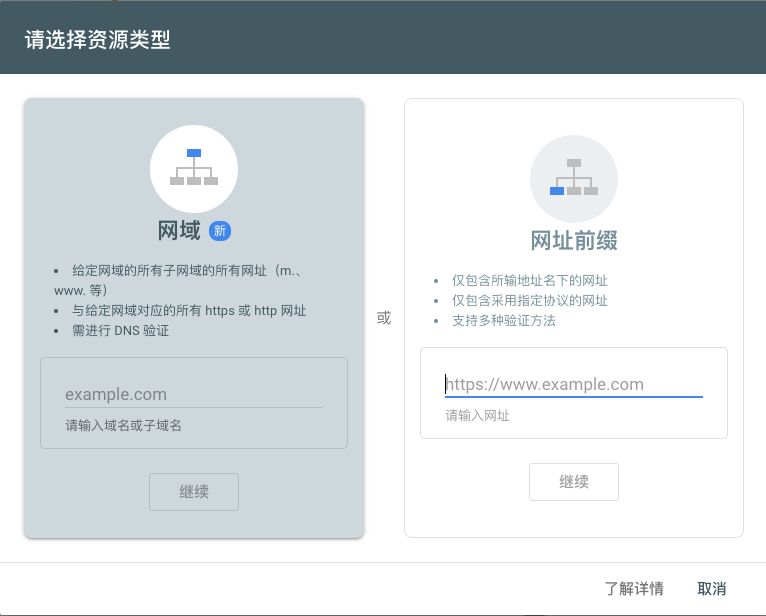 请选择资源类型
网域 新
• 给定网域的所有子网域的所有网址（m.、
www. 等）
• 与给定网域对应的所有 https 或 http 网址
• 需进行 DNS 验证
example.com
请输入域名或子域名
继续
或
网址前缀
• 仅包含所输地址名下的网址
• 仅包含采用指定协议的网址
• 支持多种验证方法
https://www.example.com
请输入网址
继续
了解详情 取消